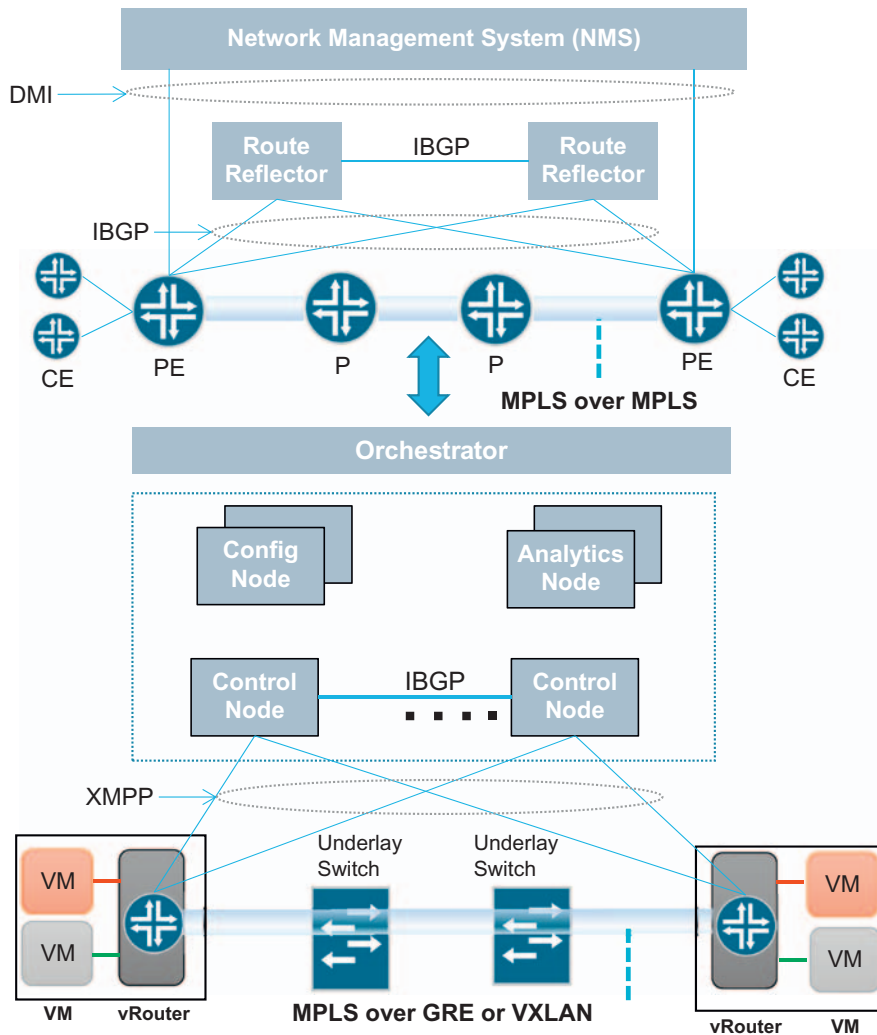 Network Management System (NMS)
DMI
Route
Reflector
IBGP
Route
Reflector
IBGP
CE
PE
P
P
PE
CE
MPLS over MPLS
Orchestrator
Config
Node
Analytics
Node
Control
Node
IBGP
Control
Node
XMPP
Underlay
Switch
Underlay
Switch
VM
VM
VM
VM
MPLS over GRE or VXLAN
VM
vRouter
vRouter
VM